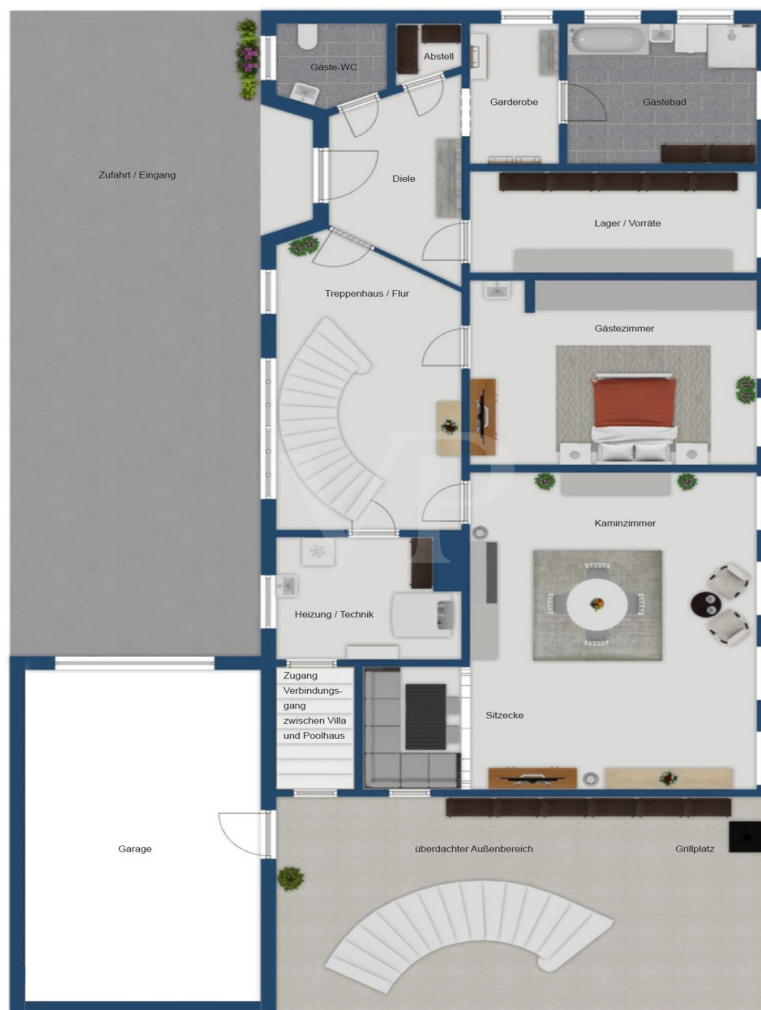 Gäste-WC
Abstell
Garderobe
Gästebad
Zufahrt / Eingang
Diele
Lager / Vorräte
Treppenhaus / Flur
Gästezimmer
VP
Kaminzimmer
Heizung / Technik
Zugang
Verbindungs-
gang
zwischen Villa
und Poolhaus
Sitzecke
Garage
überdachter Außenbereich
Grillplatz